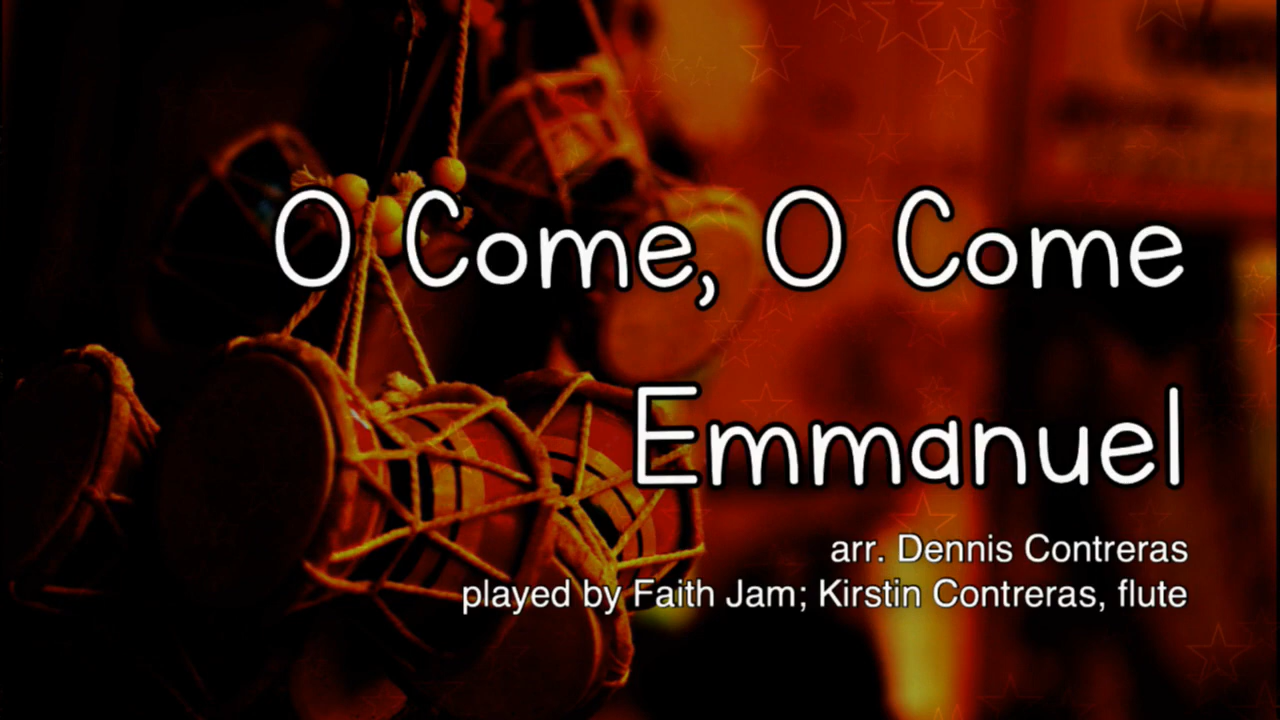 O Come, O Come
Emmanuel
arr. Dennis Contreras
played by Faith Jam; Kirstin Contreras, flute